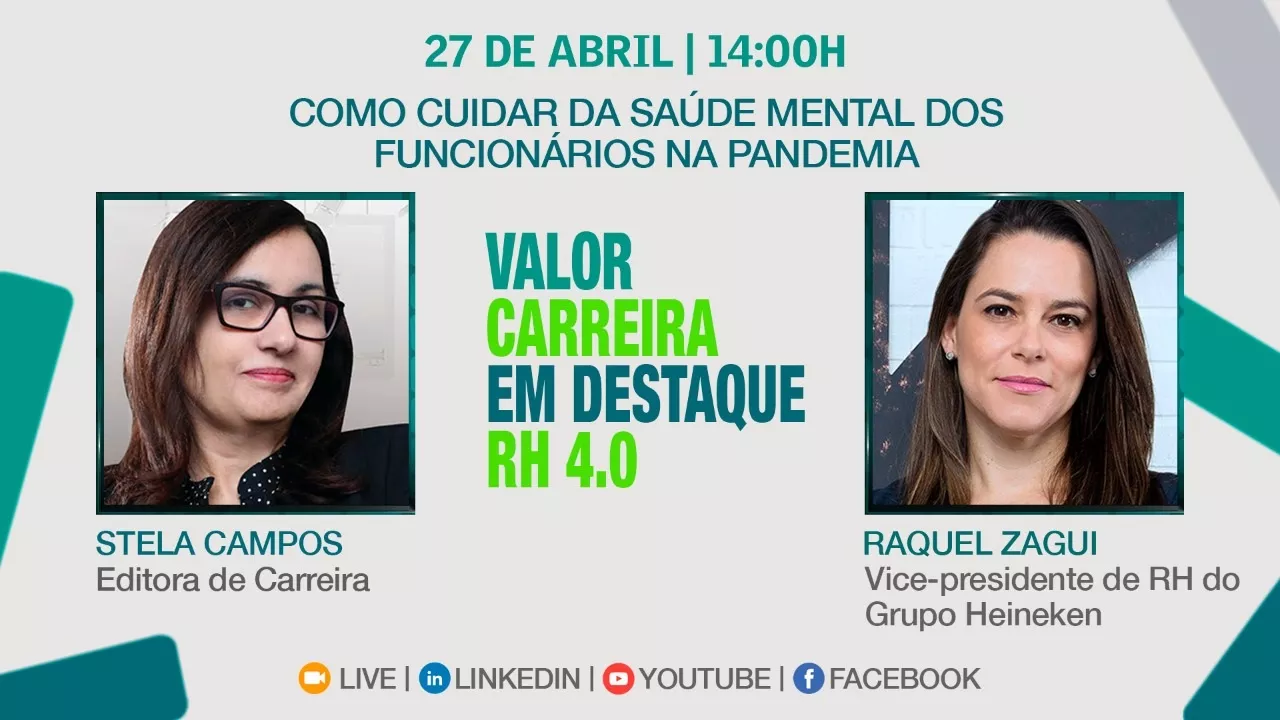 27 DE ABRIL | 14:00H
COMO CUIDAR DA SAÚDE MENTAL DOS
FUNCIONÁRIOS NA PANDEMIA
VALOR
CARREIRA
EM DESTAQUE
RH 4.0
STELA CAMPOS
Editora de Carreira
RAQUEL ZAGUI
Vice-presidente de RH do
Grupo Heineken
LIVE | in LINKEDIN | YOUTUBE | f FACEBOOK